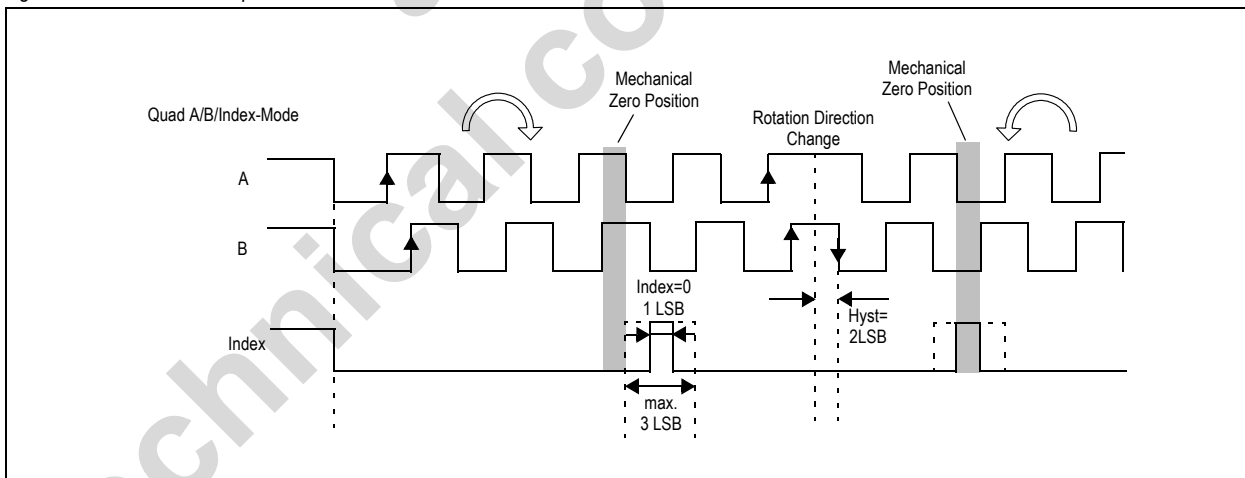 Mechanical
Zero Position
Mechanical
Zero Position
Quad A/B/Index-Mode
Rotation Direction
Change
A
B
Index=0
1 LSB
Hyst=
2LSB
Index
max.
3 LSB